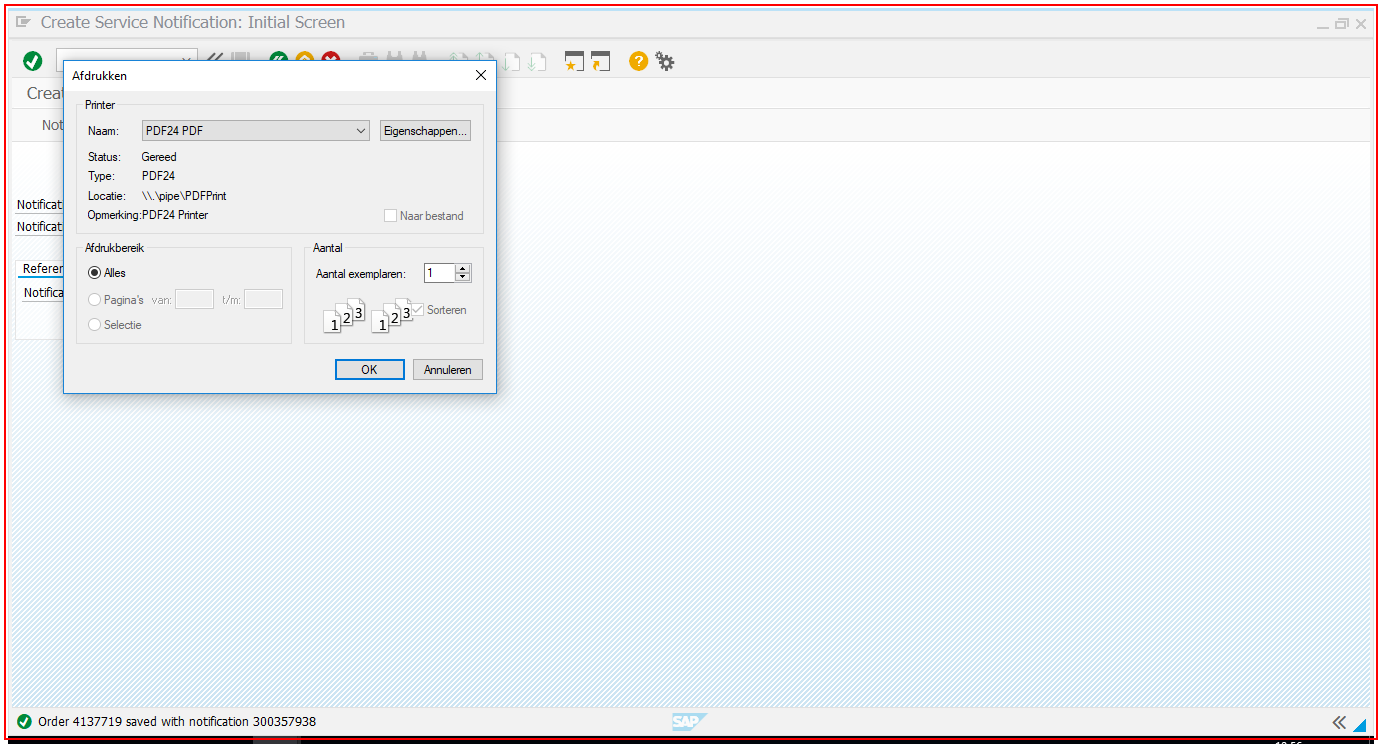 Create Service Notification: Initial Screen
Afdrukken
Creat
Printer
Naam: PDF24 PDF Eigenschappen...
Not
Status: Gereed
Type: PDF24
Locatie: \\.\pipe\PDFPrint
Notificat
Opmerking:PDF24 Printer Naar bestand
Notificat
Afdrukbereik Aantal
Referen
Alles Aantal exemplaren: 1
Notifica
Pagina's van: t/m:
1 2 3 1 2 3 Sorteren
Selectie
OK Annuleren
Order 4137719 saved with notification 300357938 SAP